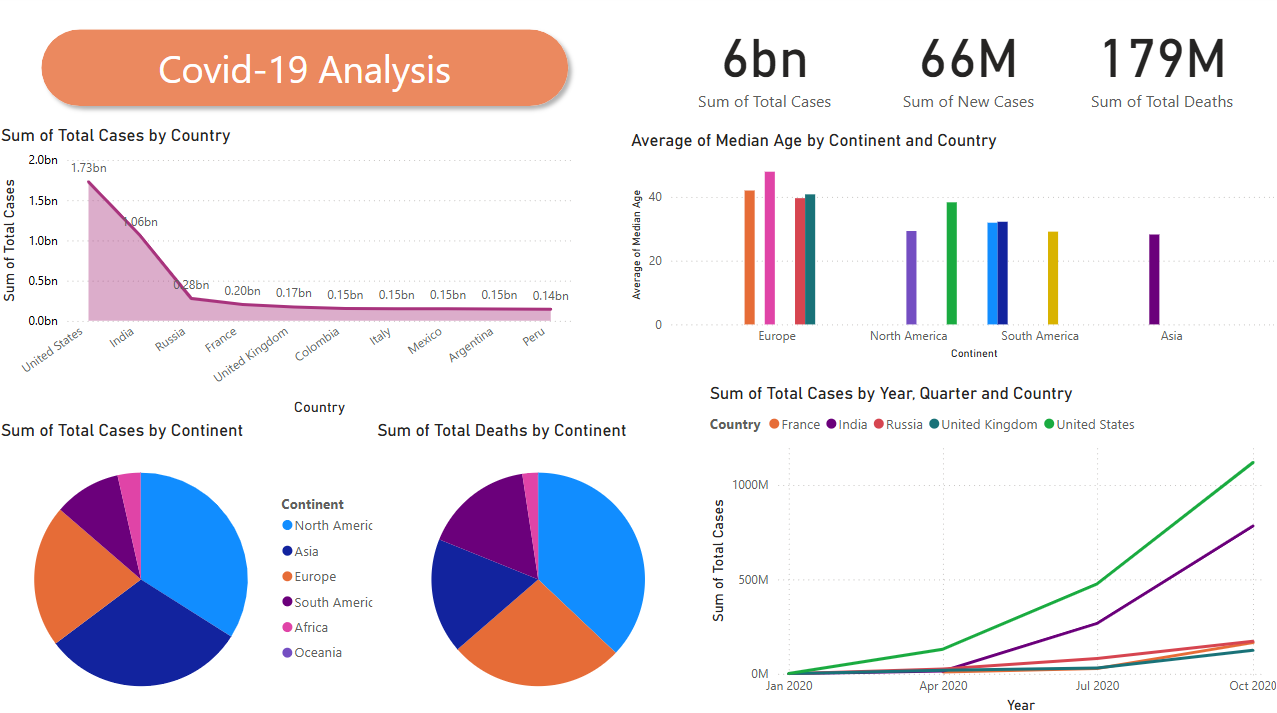 Covid-19 Analysis
6bn
Sum of Total Cases
66M
Sum of New Cases
179M
Sum of Total Deaths
Sum of Total Cases by Country
Sum of Total Cases
2.0bn
1.5bn
1.0bn
0.5bn
0.0bn
1.73bn
1.06bn
0.28bn
0.20bn
0.17bn
0.15bn
0.15bn
0.15bn
0.15bn
0.14bn
United States
India
Russia
France
United Kingdom
Colombia
Italy
Mexico
Argentina
Peru
Country
Average of Median Age by Continent and Country
Average of Median Age
40
20
0
Europe
North America
South America
Asia
Continent
Sum of Total Cases by Continent
Continent
North Americ
Asia
Europe
South Americ
Africa
Oceania
Sum of Total Deaths by Continent
Sum of Total Cases by Year, Quarter and Country
Country France India Russia United Kingdom United States
Sum of Total Cases
1000M
500M
0M
Jan 2020
Apr 2020
Jul 2020
Oct 2020
Year